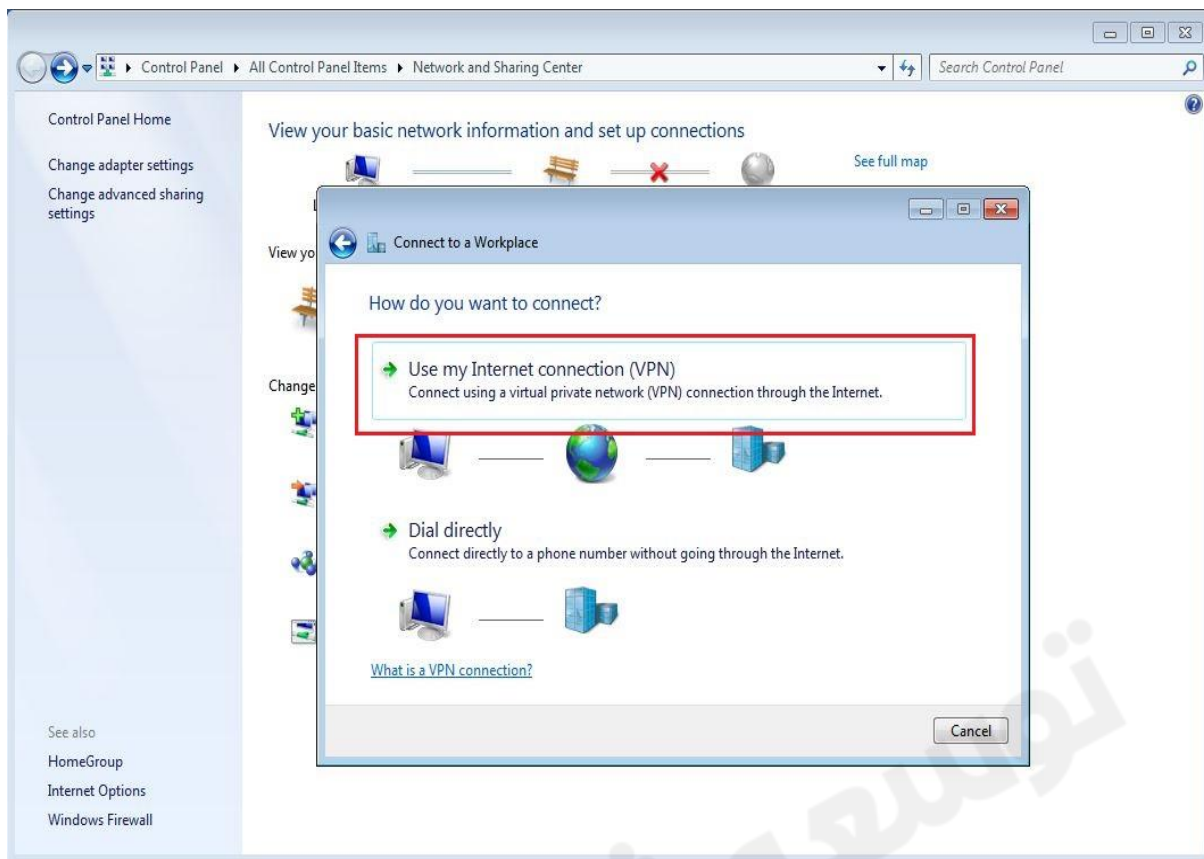 Control Panel ▸ All Control Panel Items ▸ Network and Sharing Center
Search Control Panel
Control Panel Home
Change adapter settings
Change advanced sharing
settings
See also
HomeGroup
Internet Options
Windows Firewall
View your basic network information and set up connections
See full map
View yo
Change
Connect to a Workplace
How do you want to connect?
Use my Internet connection (VPN)
Connect using a virtual private network (VPN) connection through the Internet.
Dial directly
Connect directly to a phone number without going through the Internet.
What is a VPN connection?
Cancel